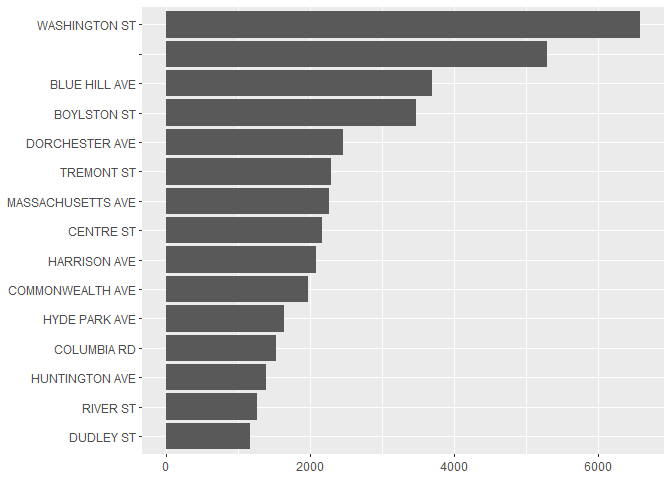 WASHINGTON ST
BLUE HILL AVE
BOYLSTON ST
DORCHESTER AVE
TREMONT ST
MASSACHUSETTS AVE
CENTRE ST
HARRISON AVE
COMMONWEALTH AVE
HYDE PARK AVE
COLUMBIA RD
HUNTINGTON AVE
RIVER ST
DUDLEY ST
0 2000 4000 6000